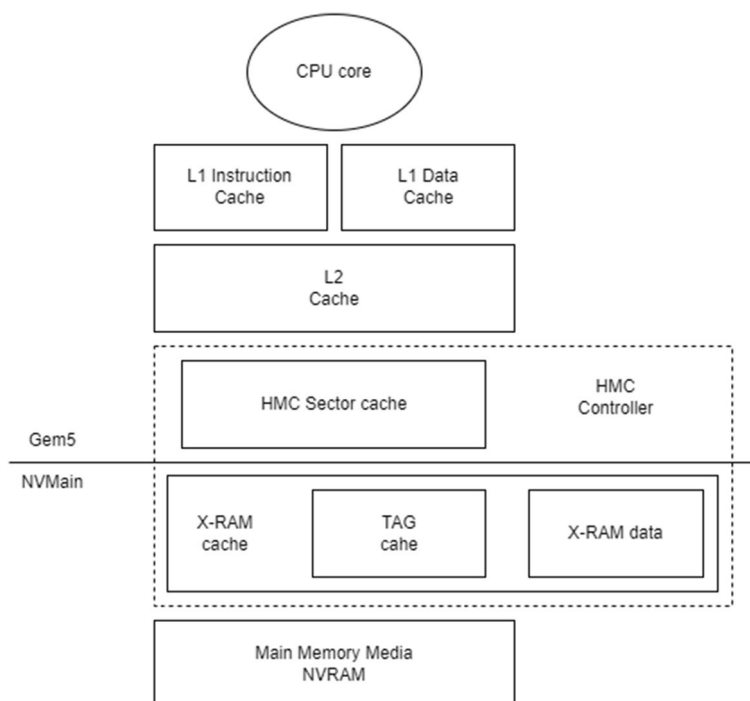 CPU core
L1 Instruction
Cache
L1 Data
Cache
L2
Cache
HMC Sector cache
HMC
Controller
Gem5
NVMain
X-RAM
cache
TAG
cahe
X-RAM data
Main Memory Media
NVRAM